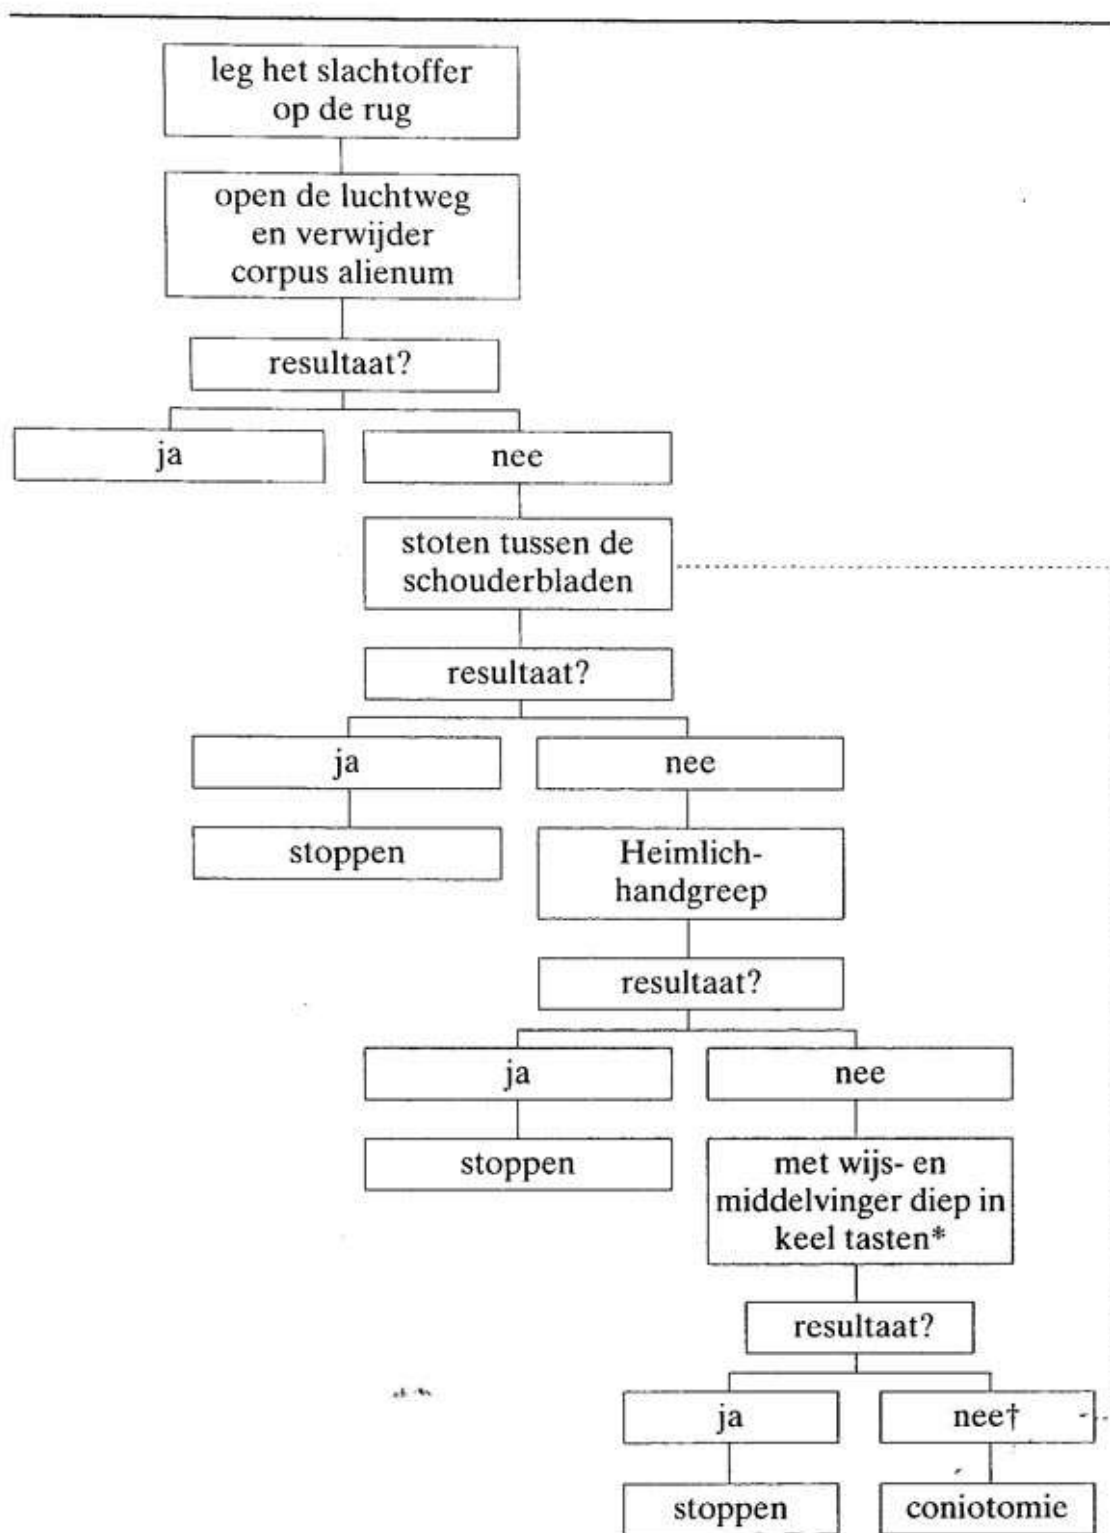 leg het slachtoffer
op de rug
open de luchtweg
en verwijder
corpus alienum
resultaat?
ja
nee
stoten tussen de
schouderbladen
resultaat?
ja
nee
stoppen
Heimlich-
handgreep
resultaat?
ja
nee
stoppen
met wijs- en
middelvinger diep in
keel tasten*
resultaat?
ja
nee†
stoppen
coniotomie